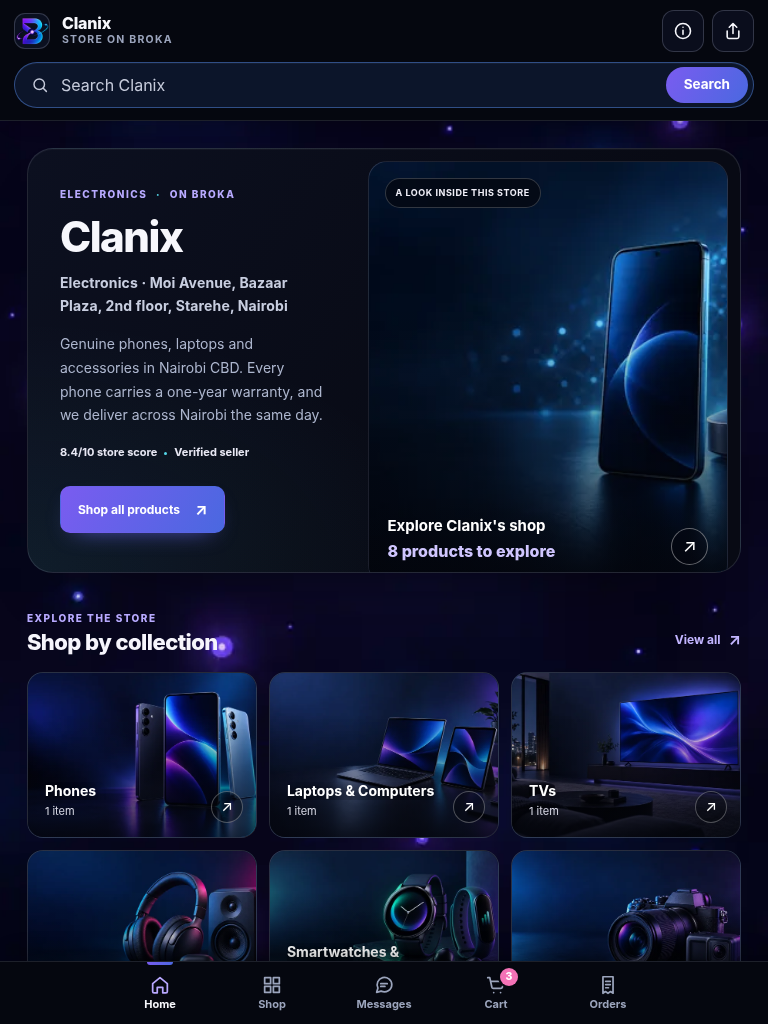 Clanix
STORE ON BROKA
Search Clanix
Search
ELECTRONICS · ON BROKA
Clanix
Electronics · Moi Avenue, Bazaar
Plaza, 2nd floor, Starehe, Nairobi
Genuine phones, laptops and
accessories in Nairobi CBD. Every
phone carries a one-year warranty, and
we deliver across Nairobi the same day.
8.4/10 store score • Verified seller
Shop all products
A LOOK INSIDE THIS STORE
Explore Clanix's shop
8 products to explore
EXPLORE THE STORE
Shop by collection
View all
Phones
1 item
Laptops & Computers
1 item
TVs
1 item
Smartwatches &
Home
Shop
Messages
3
Cart
Orders